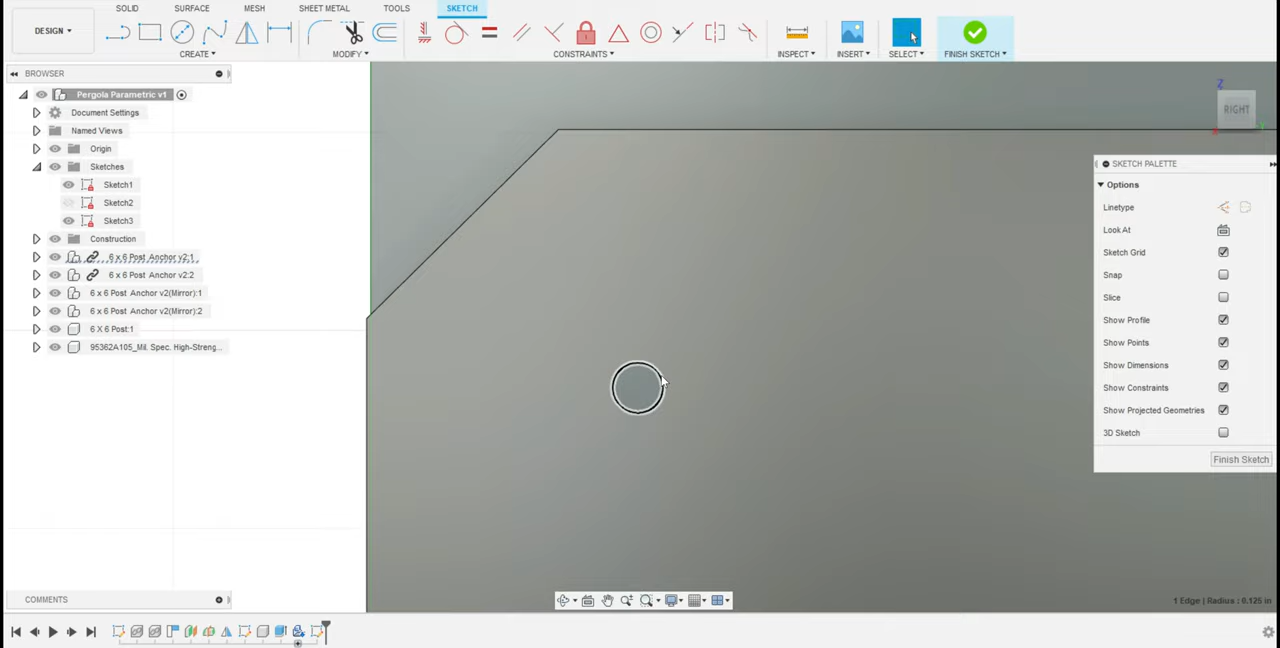 SOLID SURFACE MESH SHEET METAL TOOLS SKETCH
DESIGN
CREATE MODIFY CONSTRAINTS INSPECT INSERT SELECT FINISH SKETCH
BROWSER
Pergola Parametric v1
Document Settings
Named Views
Origin
Sketches
Sketch1
Sketch2
Sketch3
Construction
6 x 6 Post Anchor v2:1
6 x 6 Post Anchor v2:2
6 x 6 Post Anchor v2(Mirror):1
6 x 6 Post Anchor v2(Mirror):2
6 X 6 Post:1
95362A105_Mil. Spec. High-Streng...
Z
RIGHT
X
Y
SKETCH PALETTE
Options
Linetype
Look At
Sketch Grid
Snap
Slice
Show Profile
Show Points
Show Dimensions
Show Constraints
Show Projected Geometries
3D Sketch
Finish Sketch
COMMENTS
1 Edge | Radius : 0.125 in